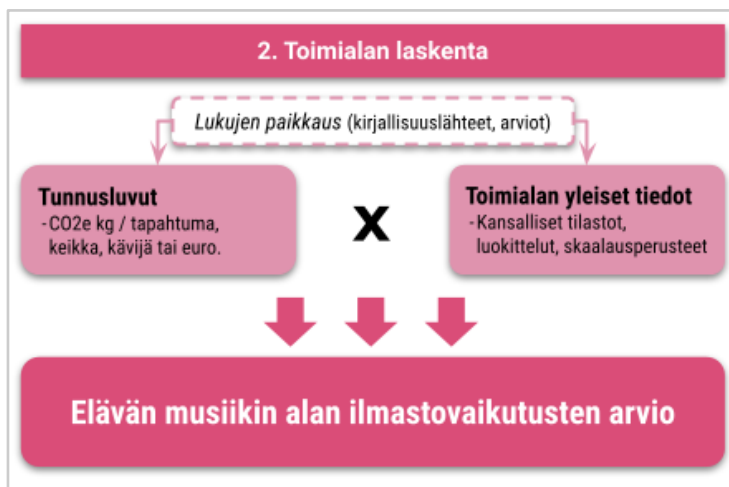 2. Toimialan laskenta
Lukujen paikkaus (kirjallisuuslähteet, arviot)
Tunnusluvut
-CO2e kg / tapahtuma,
keikka, kävijä tai euro.
X
Toimialan yleiset tiedot
-Kansalliset tilastot,
luokittelut, skaalausperusteet
Elävän musiikin alan ilmastovaikutusten arvio